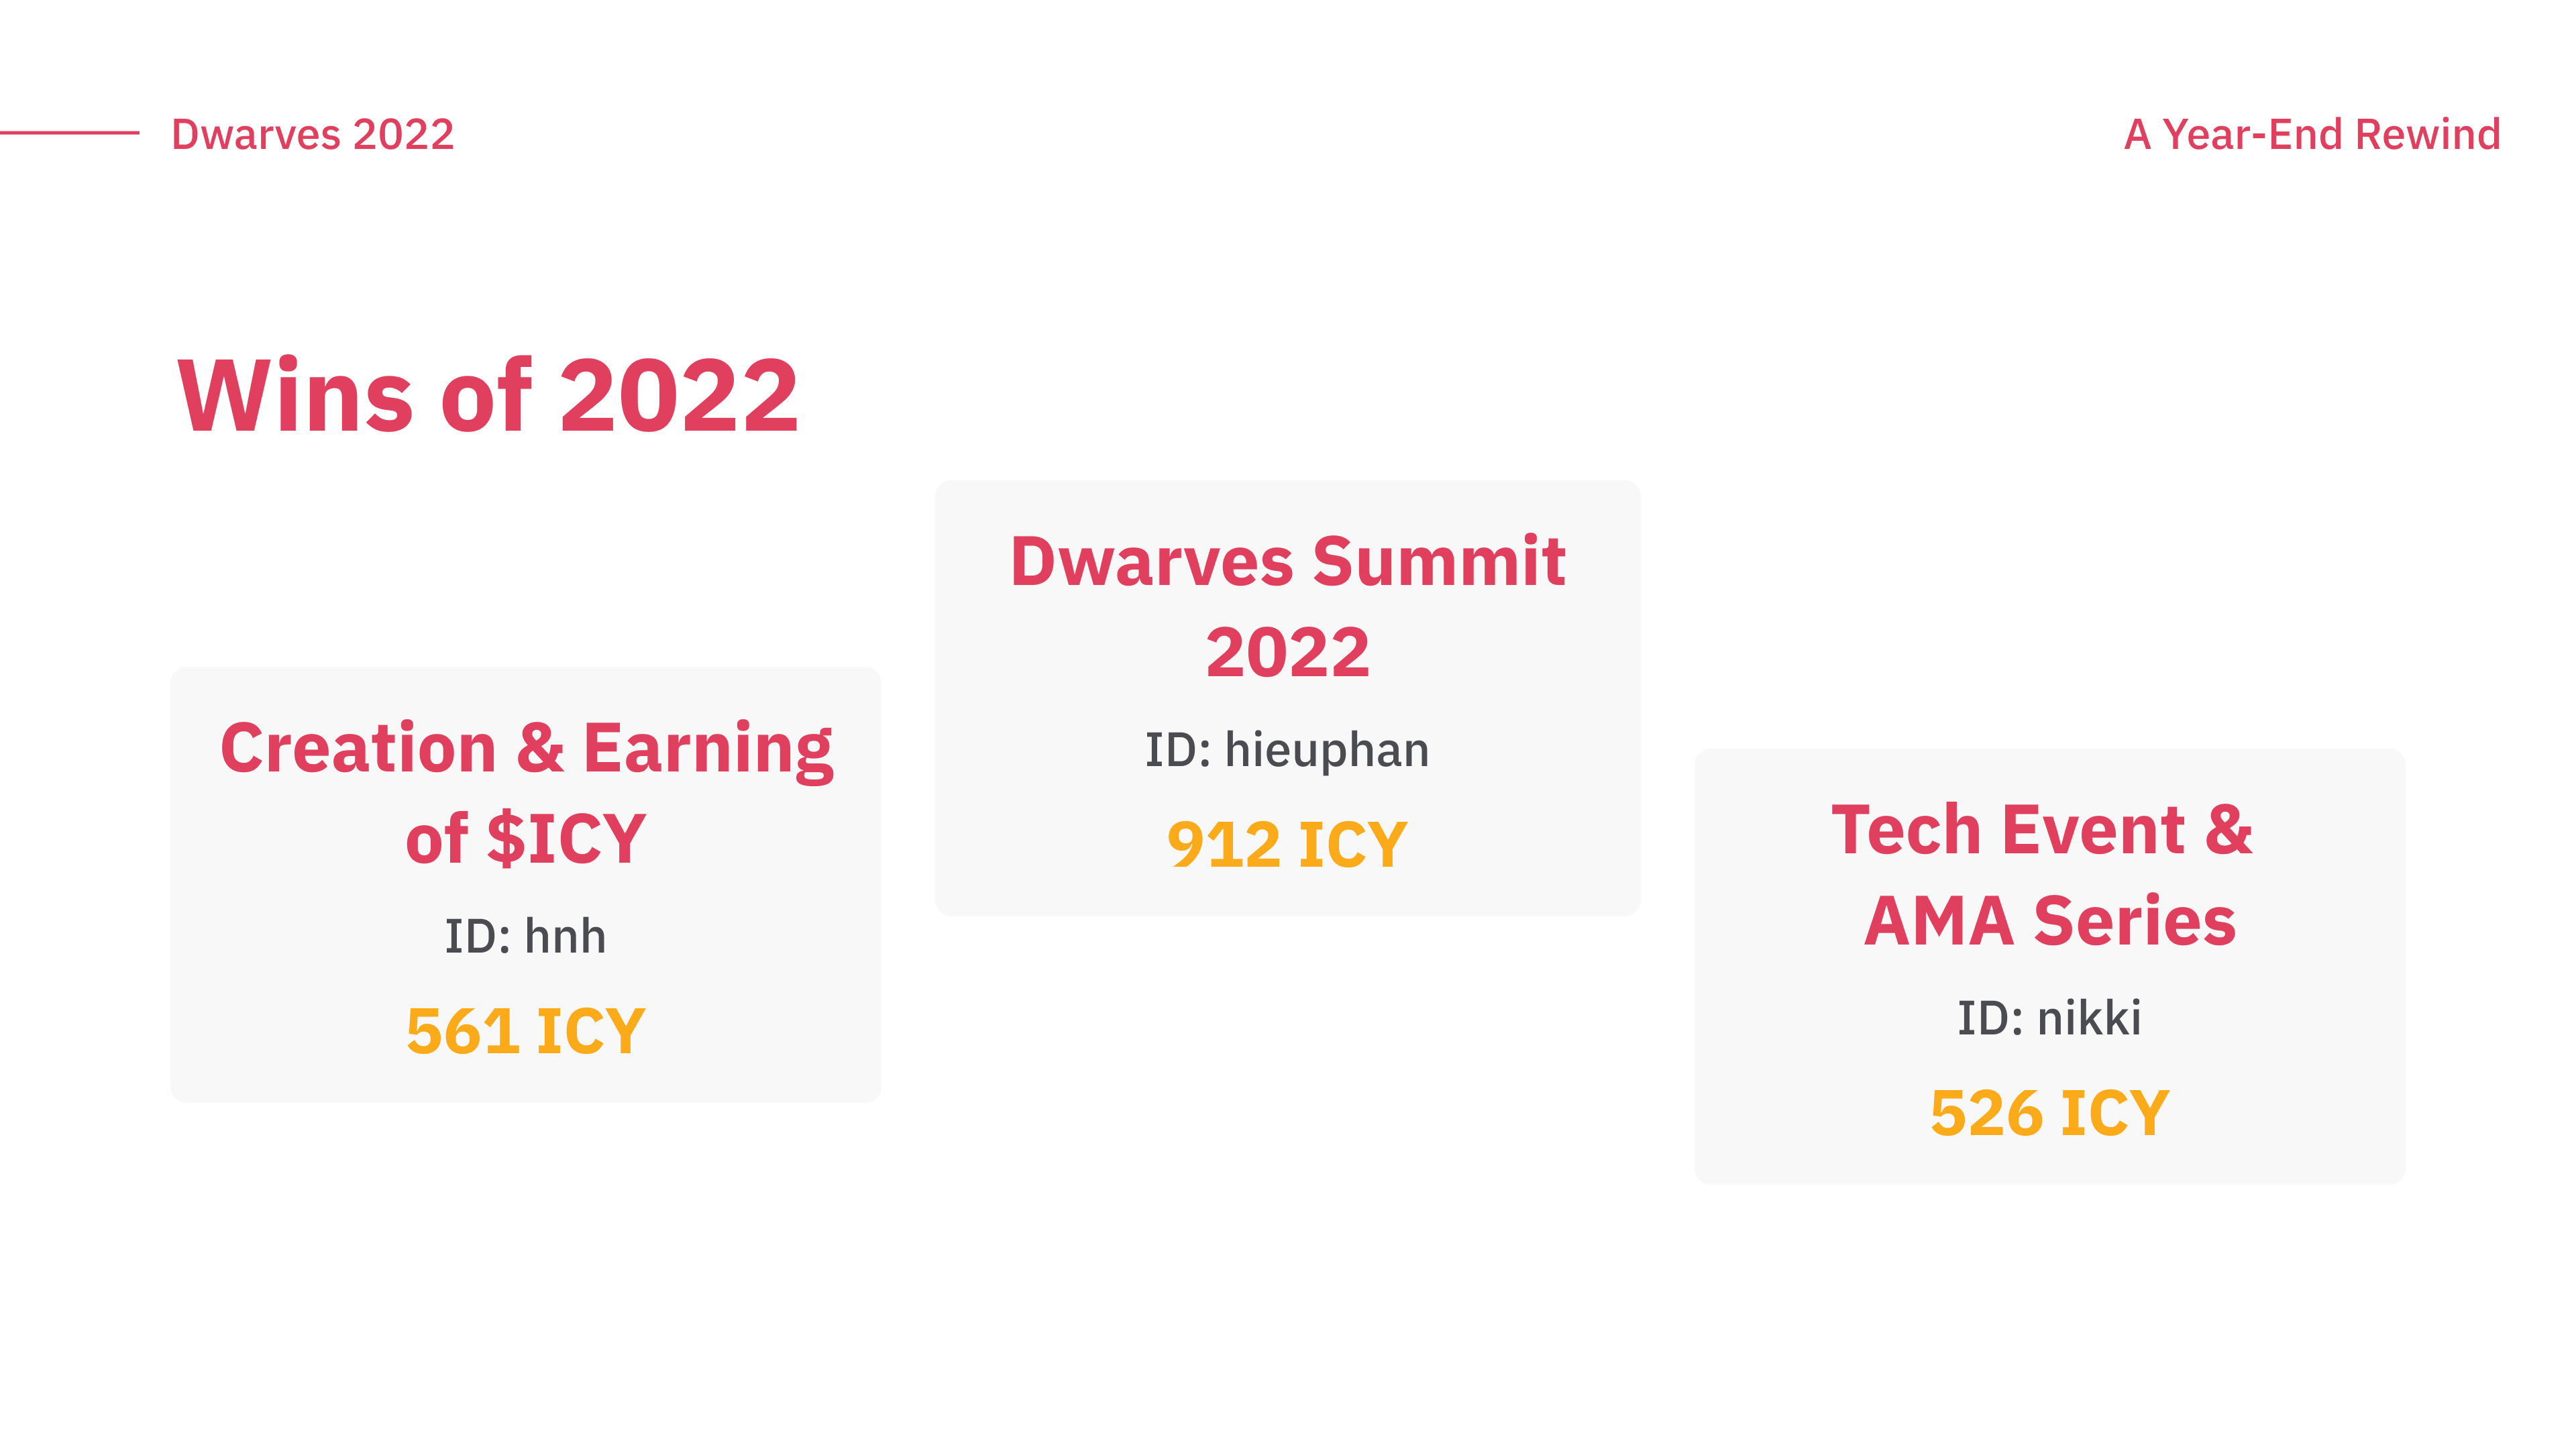 Dwarves 2022
A Year-End Rewind
Wins of 2022
Creation & Earning
of $ICY
ID: hnh
561 ICY
Dwarves Summit
2022
ID: hieuphan
912 ICY
Tech Event &
AMA Series
ID: nikki
526 ICY